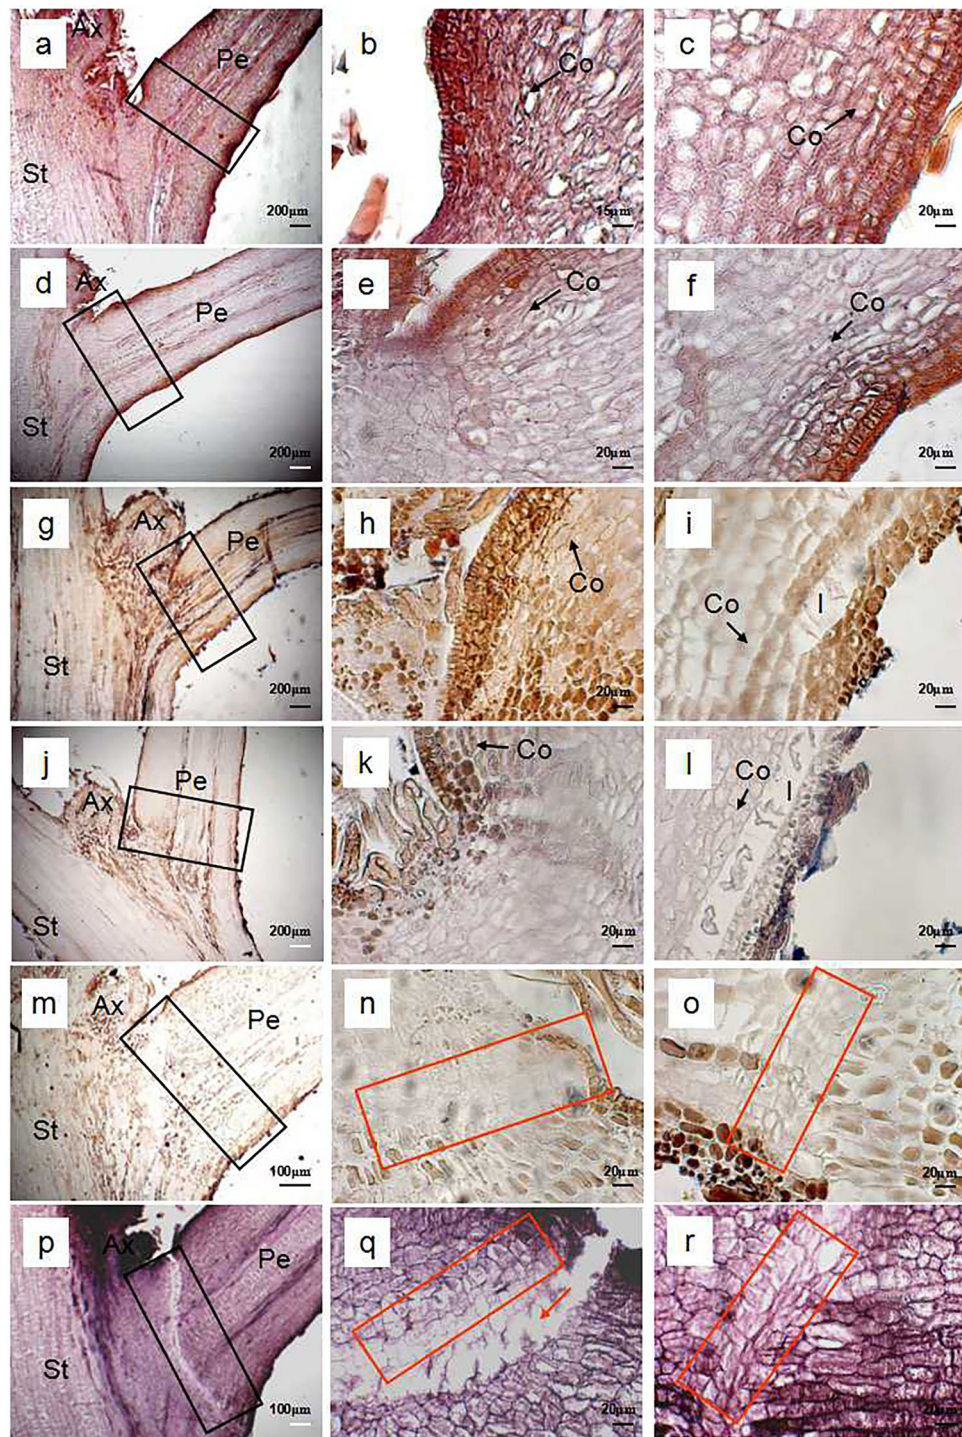 a Ax Pe St 200µm
b Co 15µm
c Co 20µm
d Ax Pe St 200µm
e Co 20µm
f Co 20µm
g Ax Pe St 200µm
h Co 20µm
i Co I 20µm
j Ax Pe St 200µm
k Co 20µm
l Co I 20µm
m Ax Pe St 100µm
n 20µm
o 20µm
p Ax Pe St 100µm
q 20µm
r 20µm